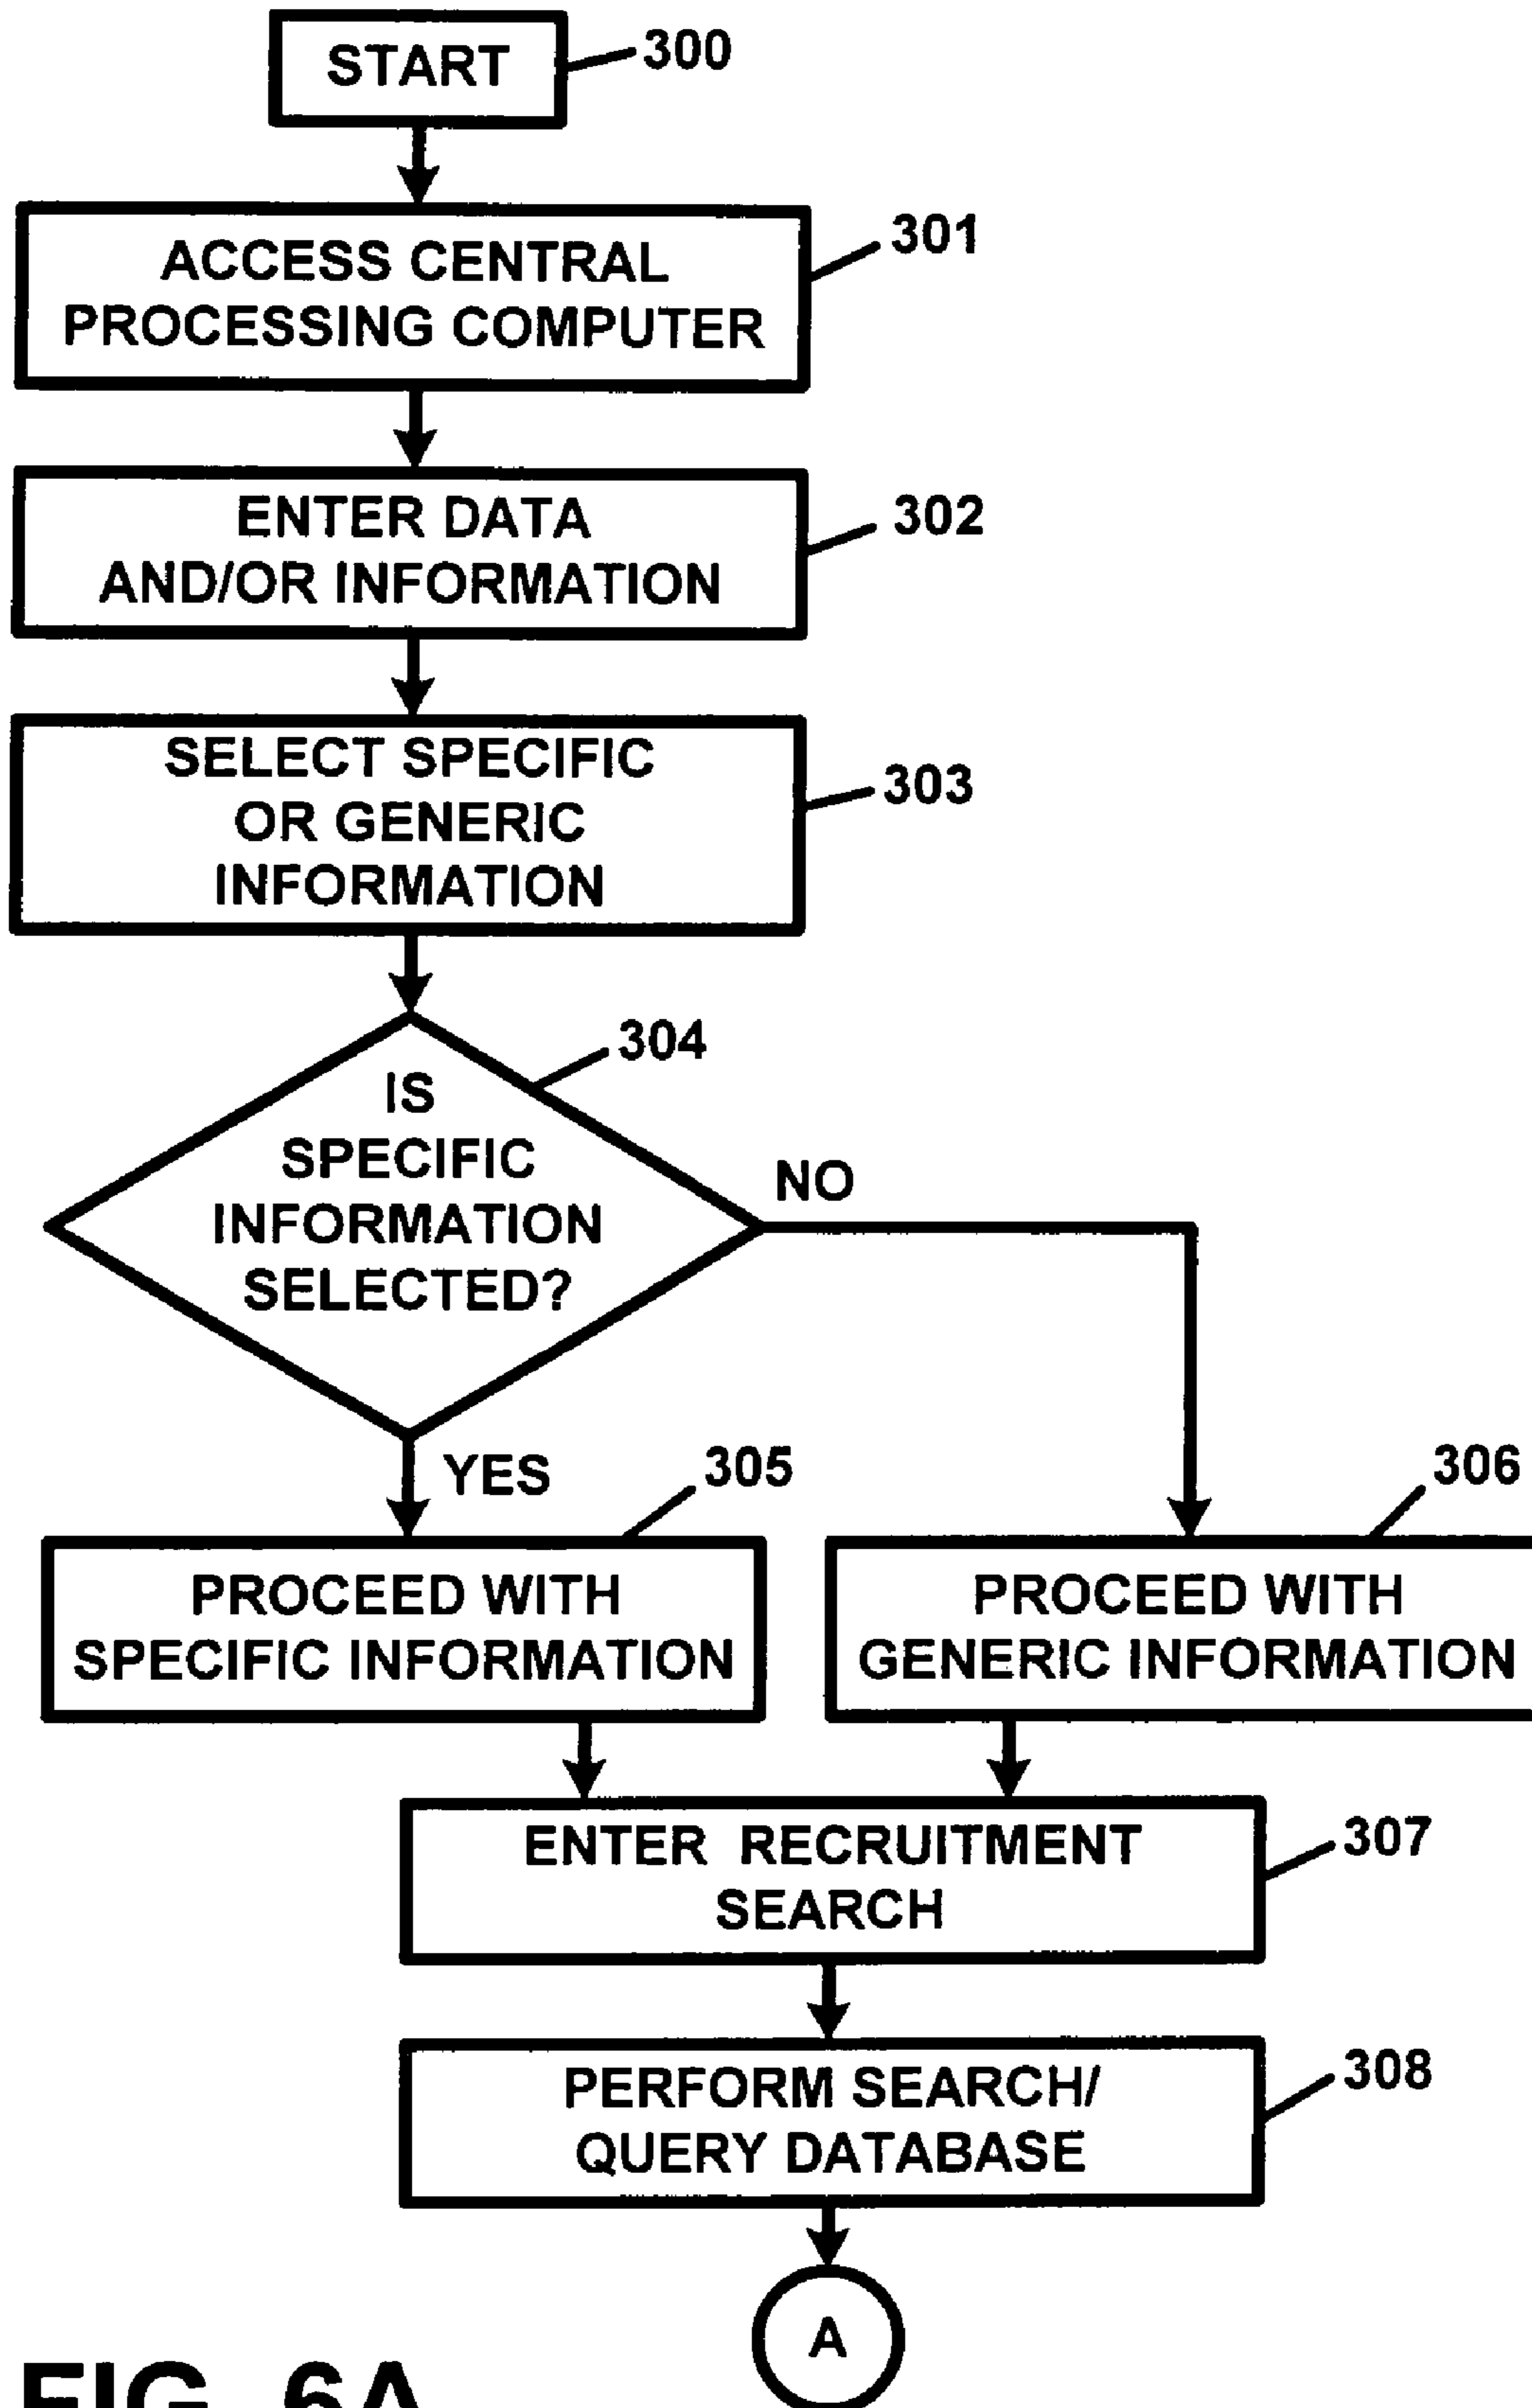 START
300
ACCESS CENTRAL
PROCESSING COMPUTER
301
ENTER DATA
AND/OR INFORMATION
302
SELECT SPECIFIC
OR GENERIC
INFORMATION
303
304
IS
SPECIFIC
INFORMATION
SELECTED?
NO
YES
305
306
PROCEED WITH
SPECIFIC INFORMATION
PROCEED WITH
GENERIC INFORMATION
ENTER RECRUITMENT
SEARCH
307
PERFORM SEARCH/
QUERY DATABASE
308
A
FIG. 6A